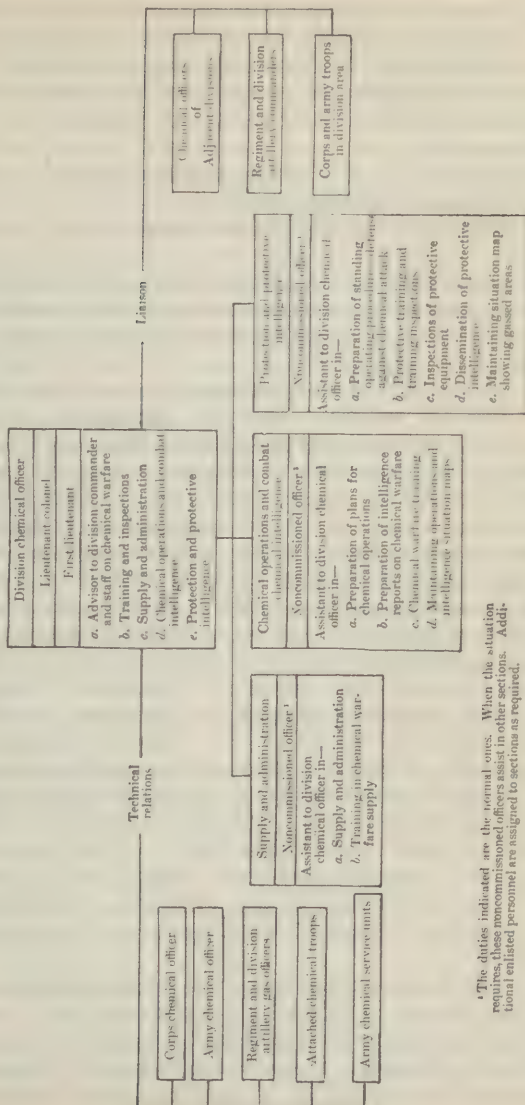 Division chemical officer
Lieutenant colonel
First lieutenant
a. Advisor to division commander
and staff on chemical warfare
b. Training and inspections
c. Supply and administration
d. Chemical operations and combat
intelligence
e. Protection and protective
intelligence
Technical
relations
Liaison
Corps chemical officer
Army chemical officer
Regiment and division
artillery gas officers
Attached chemical troops
Army chemical service units
Chemical officers
of
Adjacent divisions
Regiment and division
artillery commanders
Corps and army troops
in division area
Supply and administration
Noncommissioned officer ¹
Assistant to division
chemical officer in—
a. Supply and administration
b. Training in chemical war-
fare supply
Chemical operations and combat
chemical intelligence
Noncommissioned officer ¹
Assistant to division chemical
officer in—
a. Preparation of plans for
chemical operations
b. Preparation of intelligence
reports on chemical warfare
c. Chemical warfare training
d. Maintaining operations and
intelligence situation maps
Protection and protective
intelligence
Noncommissioned officer ¹
Assistant to division chemical
officer in—
a. Preparation of standing
operating procedure, defense
against chemical attack
b. Protective training and
training inspections
c. Inspections of protective
equipment
d. Dissemination of protective
intelligence
e. Maintaining situation map
showing gassed areas
¹ The duties indicated are the normal ones. When the situation
requires, these noncommissioned officers assist in other sections. Addi-
tional enlisted personnel are assigned to sections as required.